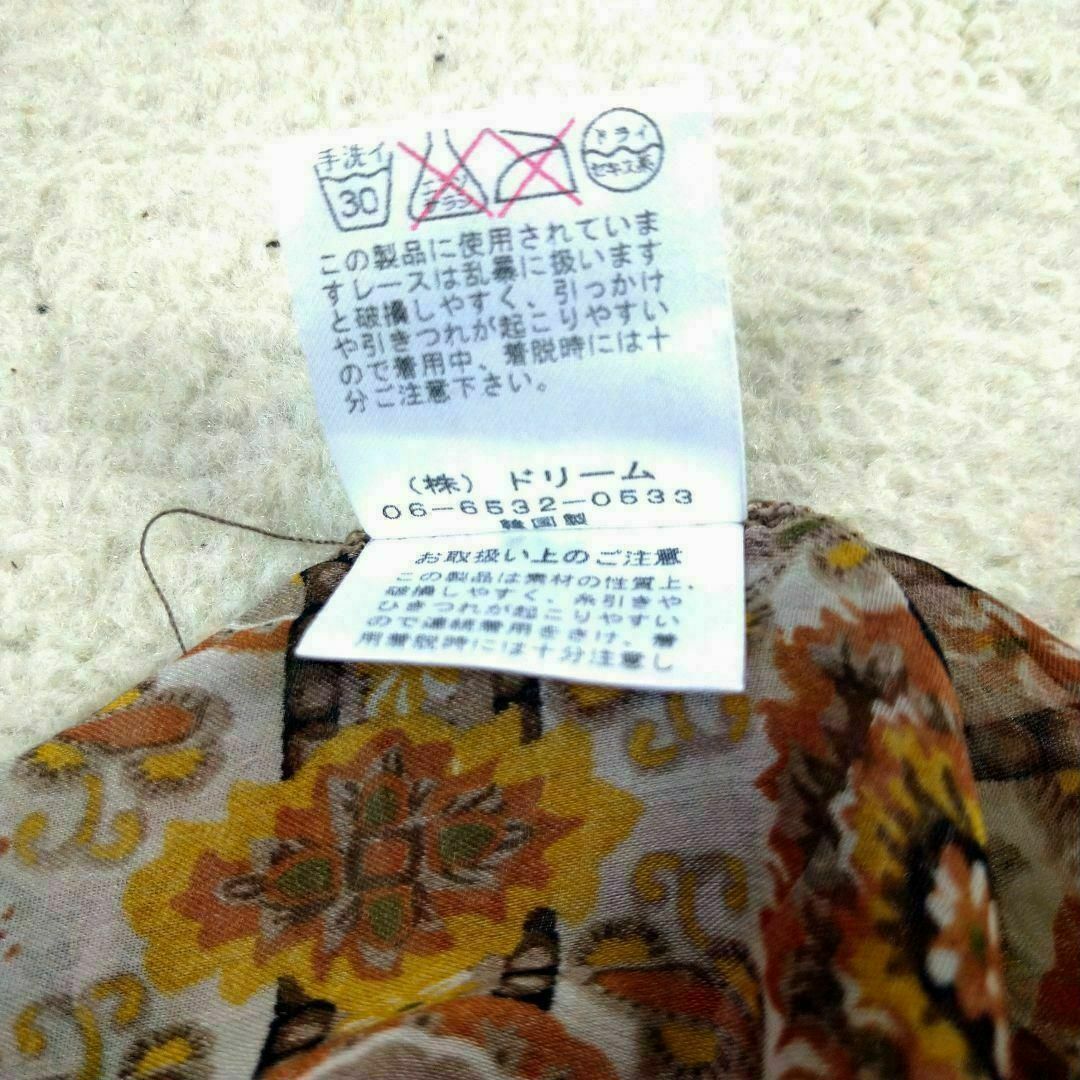 手洗イ
30
エンソ
サラシ
ドライ
セキユ系
この製品に使用されていま
すレースは乱暴に扱います
と破損しやすく、引っかけ
や引きつれが起こりやすい
ので着用中、着脱時には十
分ご注意下さい。
(株) ドリーム
06-6532-0533
韓国製
お取扱い上のご注意
この製品は素材の性質上、
破損しやすく、糸引きや
ひきつれが起こりやすい
ので連続着用をさけ、着
用着脱時には十分注意し